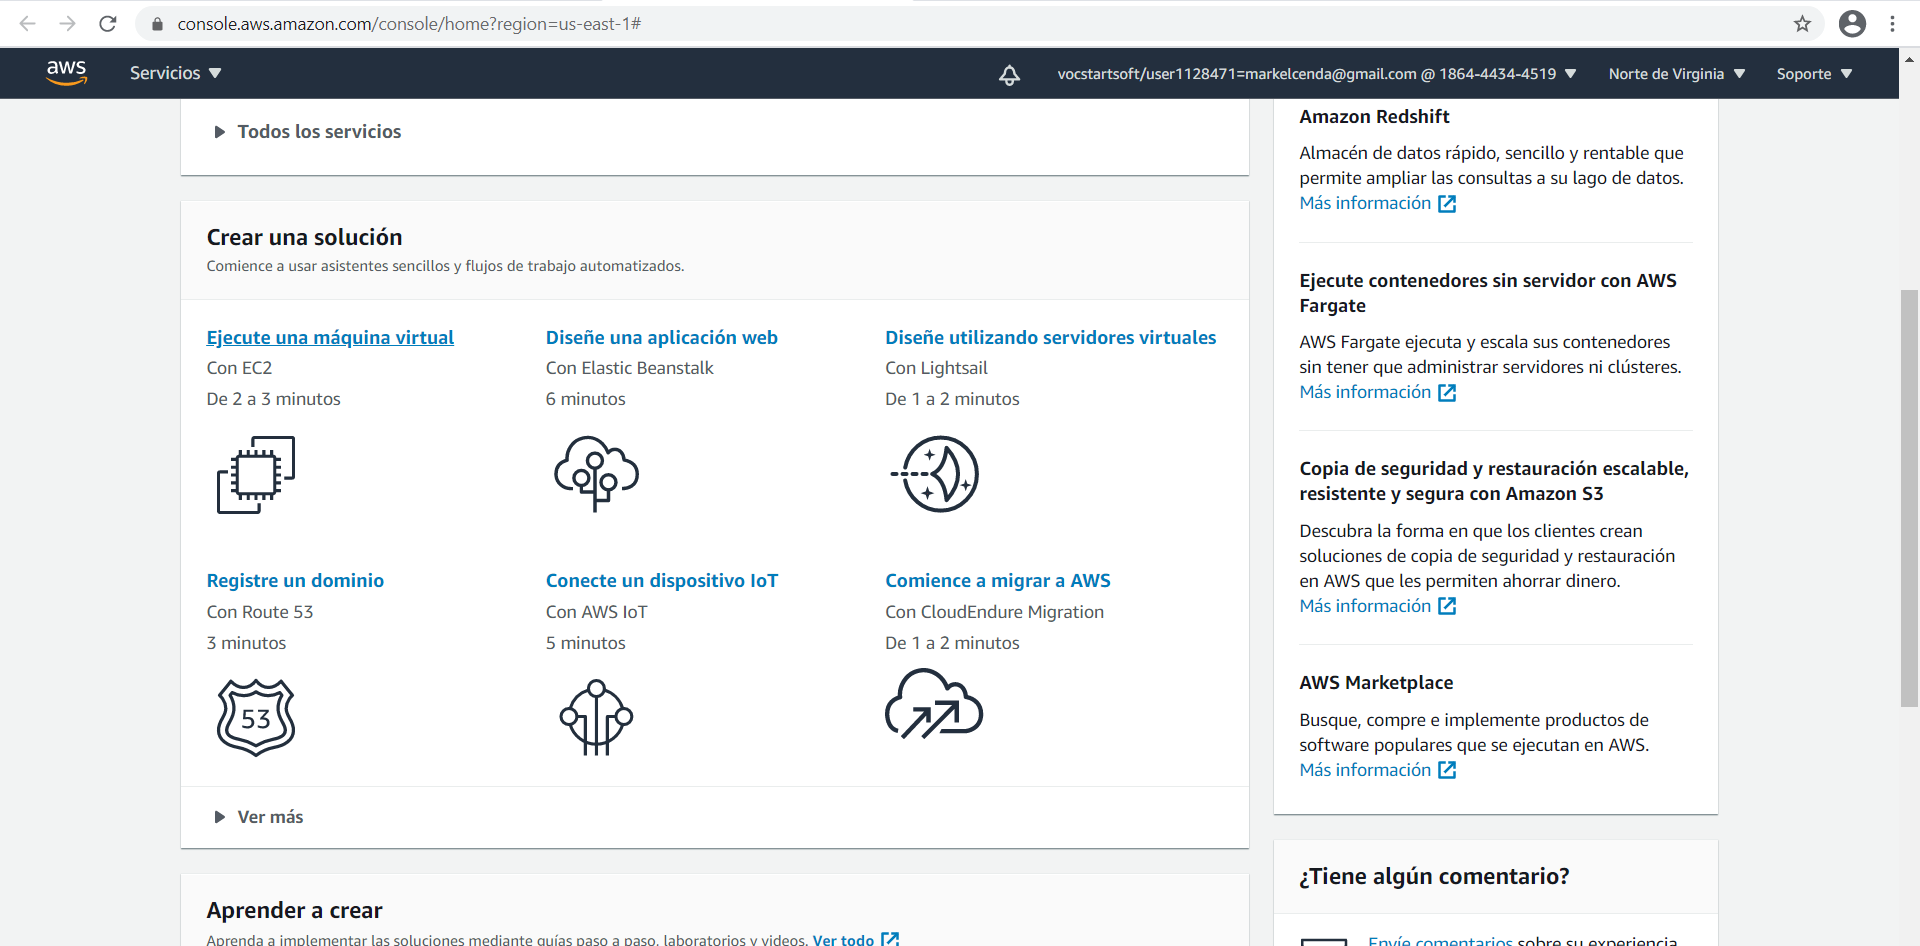 console.aws.amazon.com/console/home?region=us-east-1#
aws
Servicios
vocstartsoft/user1128471=markelcenda@gmail.com @ 1864-4434-4519
Norte de Virginia
Soporte
Todos los servicios
Crear una solución
Comience a usar asistentes sencillos y flujos de trabajo automatizados.
Ejecute una máquina virtual
Con EC2
De 2 a 3 minutos
Diseñe una aplicación web
Con Elastic Beanstalk
6 minutos
Diseñe utilizando servidores virtuales
Con Lightsail
De 1 a 2 minutos
Registre un dominio
Con Route 53
3 minutos
53
Conecte un dispositivo IoT
Con AWS IoT
5 minutos
Comience a migrar a AWS
Con CloudEndure Migration
De 1 a 2 minutos
Ver más
Aprender a crear
Aprenda a implementar las soluciones mediante guías paso a paso, laboratorios y videos. Ver todo
Amazon Redshift
Almacén de datos rápido, sencillo y rentable que
permite ampliar las consultas a su lago de datos.
Más información
Ejecute contenedores sin servidor con AWS
Fargate
AWS Fargate ejecuta y escala sus contenedores
sin tener que administrar servidores ni clústeres.
Más información
Copia de seguridad y restauración escalable,
resistente y segura con Amazon S3
Descubra la forma en que los clientes crean
soluciones de copia de seguridad y restauración
en AWS que les permiten ahorrar dinero.
Más información
AWS Marketplace
Busque, compre e implemente productos de
software populares que se ejecutan en AWS.
Más información
¿Tiene algún comentario?
Envíe comentarios sobre su experiencia